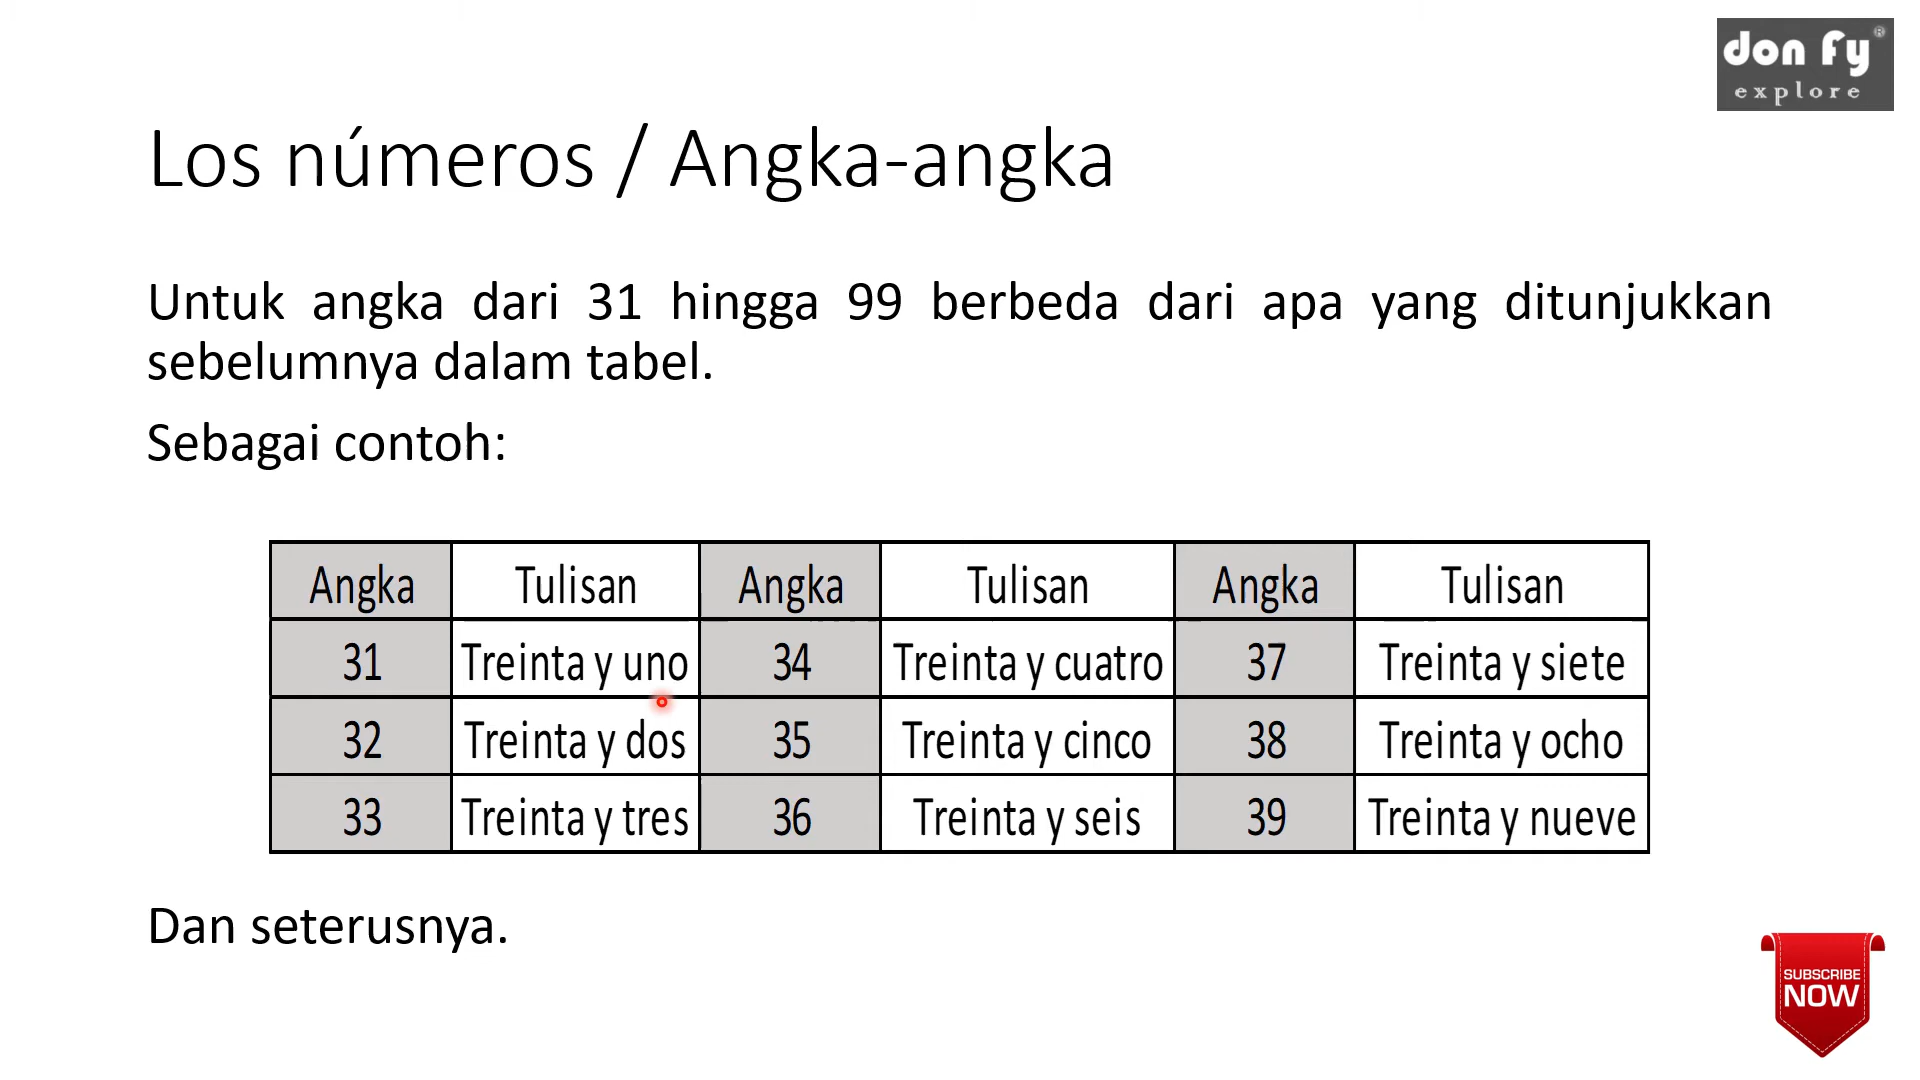 don fy®
explore
Los números / Angka-angka
Untuk angka dari 31 hingga 99 berbeda dari apa yang ditunjukkan
sebelumnya dalam tabel.
Sebagai contoh:
Angka Tulisan Angka Tulisan Angka Tulisan
31 Treinta y uno 34 Treinta y cuatro 37 Treinta y siete
32 Treinta y dos 35 Treinta y cinco 38 Treinta y ocho
33 Treinta y tres 36 Treinta y seis 39 Treinta y nueve
Dan seterusnya.
SUBSCRIBE
NOW